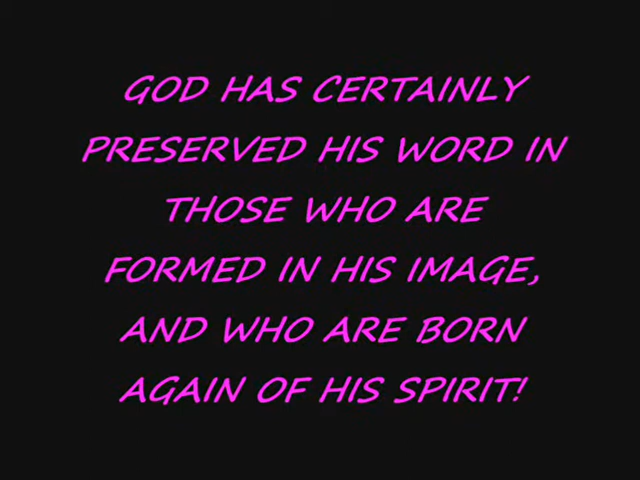 GOD HAS CERTAINLY
PRESERVED HIS WORD IN
THOSE WHO ARE
FORMED IN HIS IMAGE,
AND WHO ARE BORN
AGAIN OF HIS SPIRIT!